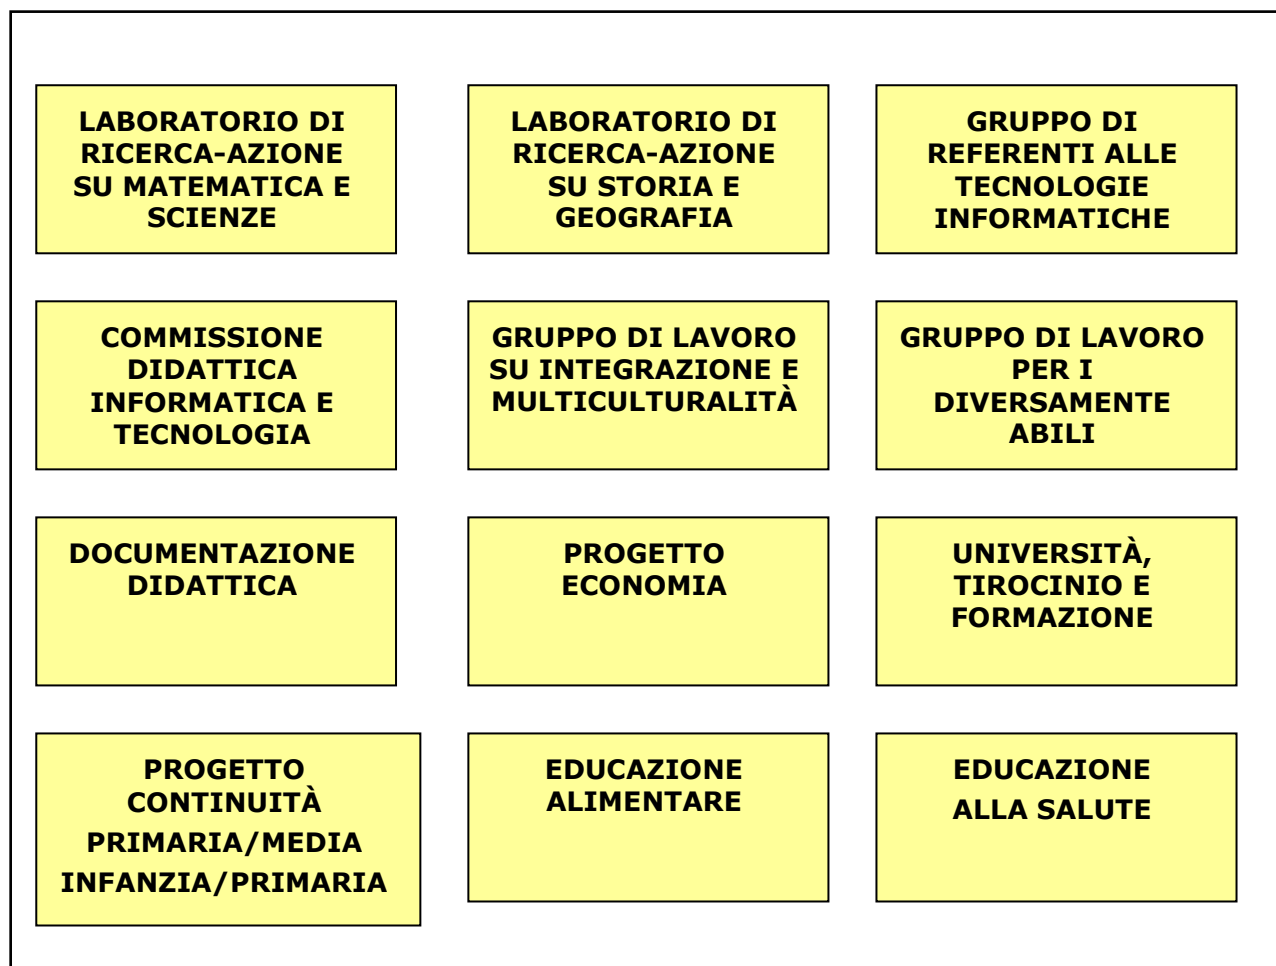 LABORATORIO DI
RICERCA-AZIONE
SU MATEMATICA E
SCIENZE
LABORATORIO DI
RICERCA-AZIONE
SU STORIA E
GEOGRAFIA
GRUPPO DI
REFERENTI ALLE
TECNOLOGIE
INFORMATICHE
COMMISSIONE
DIDATTICA
INFORMATICA E
TECNOLOGIA
GRUPPO DI LAVORO
SU INTEGRAZIONE E
MULTICULTURALITÀ
GRUPPO DI LAVORO
PER I
DIVERSAMENTE
ABILI
DOCUMENTAZIONE
DIDATTICA
PROGETTO
ECONOMIA
UNIVERSITÀ,
TIROCINIO E
FORMAZIONE
PROGETTO
CONTINUITÀ
PRIMARIA/MEDIA
INFANZIA/PRIMARIA
EDUCAZIONE
ALIMENTARE
EDUCAZIONE
ALLA SALUTE